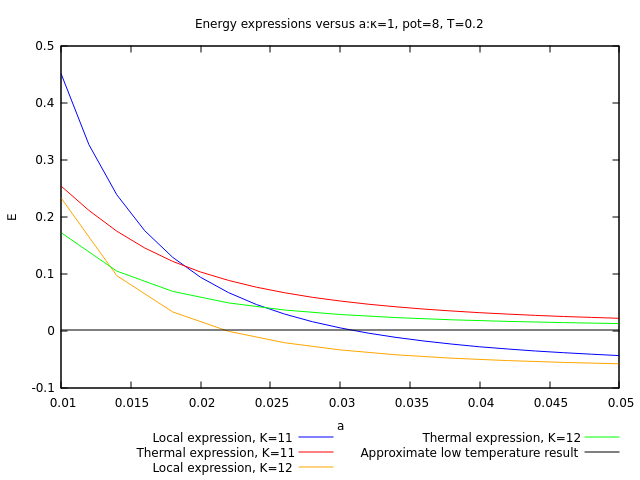 Energy expressions versus a:κ=1, pot=8, T=0.2
0.5
0.4
0.3
0.2
0.1
0
-0.1
E
0.01 0.015 0.02 0.025 0.03 0.035 0.04 0.045 0.05
a
Local expression, K=11 Thermal expression, K=12
Thermal expression, K=11 Approximate low temperature result
Local expression, K=12